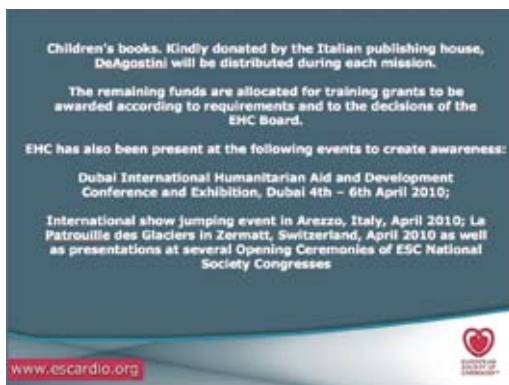 Children's books. Kindly donated by the Italian publishing house,
DeAgostini will be distributed during each mission.
The remaining funds are allocated for training grants to be
awarded according to requirements and to the decisions of the
EHC Board.
EHC has also been present at the following events to create awareness:
Dubai International Humanitarian Aid and Development
Conference and Exhibition, Dubai 4th – 6th April 2010;
International show jumping event in Arezzo, Italy, April 2010; La
Patrouille des Glaciers in Zermatt, Switzerland, April 2010 as well
as presentations at several Opening Ceremonies of ESC National
Society Congresses
www.escardio.org
EUROPEAN
SOCIETY OF
CARDIOLOGY